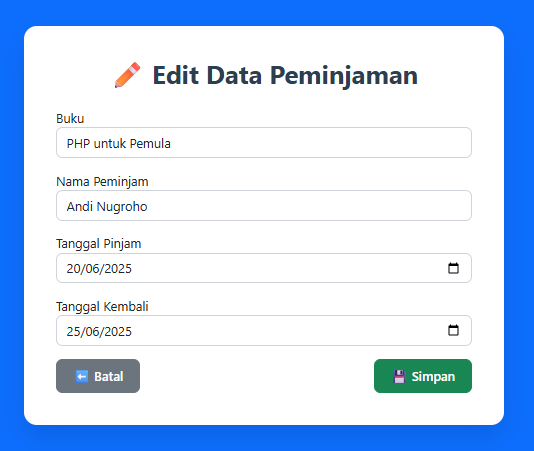 Edit Data Peminjaman
Buku
PHP untuk Pemula
Nama Peminjam
Andi Nugroho
Tanggal Pinjam
20/06/2025
Tanggal Kembali
25/06/2025
Batal
Simpan